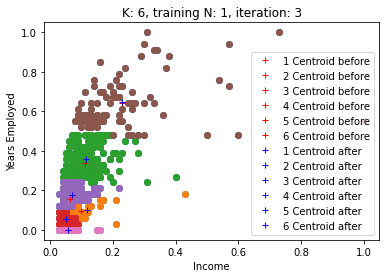 K: 6, training N: 1, iteration: 3
Years Employed
1.0
0.8
0.6
0.4
0.2
0.0
1 Centroid before
2 Centroid before
3 Centroid before
4 Centroid before
5 Centroid before
6 Centroid before
1 Centroid after
2 Centroid after
3 Centroid after
4 Centroid after
5 Centroid after
6 Centroid after
0.0 0.2 0.4 0.6 0.8 1.0
Income